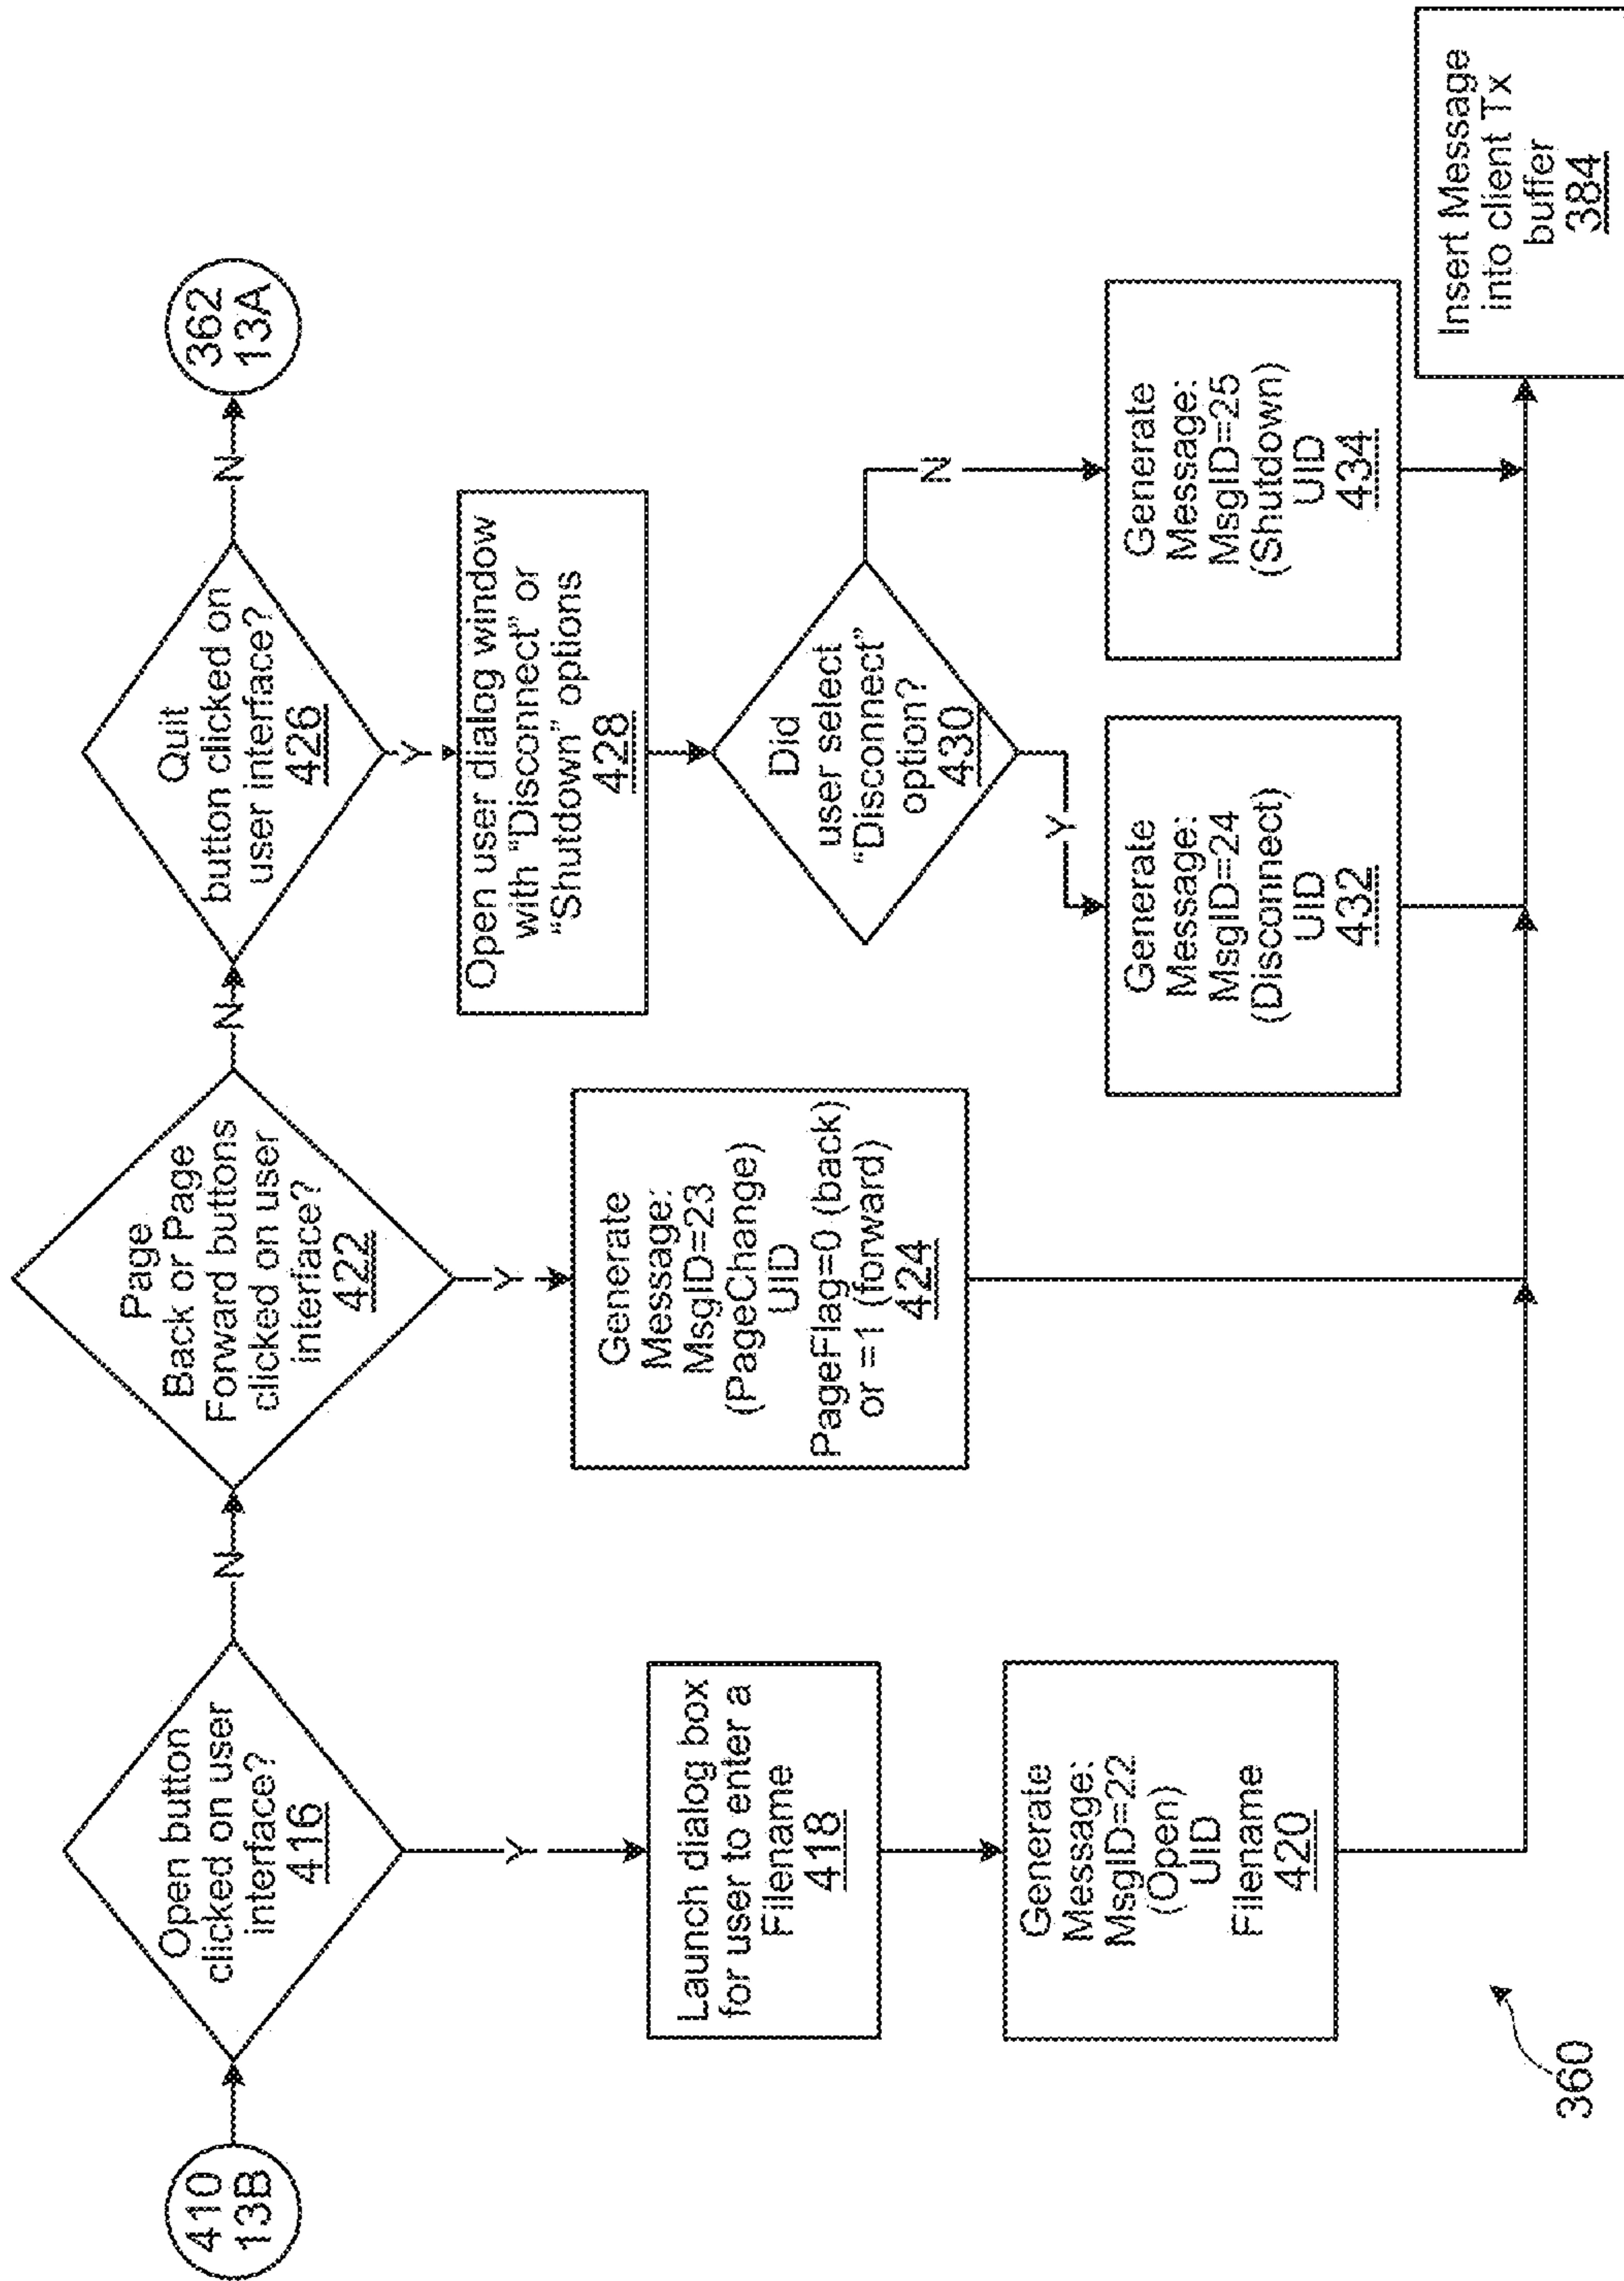 410
13B
Open button
clicked on user
interface?
416
N
Page
Back or Page
Forward buttons
clicked on user
interface?
422
N
Quit
button clicked on
user interface?
426
N
362
13A
Y
Launch dialog box
for user to enter a
Filename
418
Generate
Message:
MsgID=22
(Open)
UID
Filename
420
Y
Generate
Message:
MsgID=23
(PageChange)
UID
PageFlag=0 (back)
or =1 (forward)
424
Y
Open user dialog window
with “Disconnect” or
“Shutdown” options
428
Did
user select
“Disconnect”
option?
430
Y
N
Generate
Message:
MsgID=24
(Disconnect)
UID
432
Generate
Message:
MsgID=25
(Shutdown)
UID
434
Insert Message
into client Tx
buffer
384
360